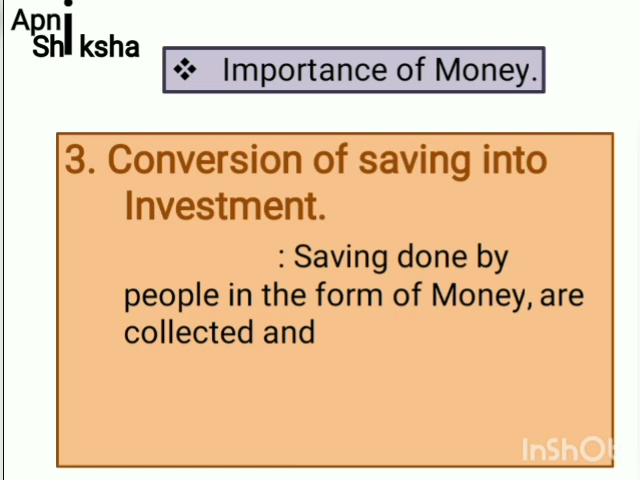 Apni
Shiksha
❖ Importance of Money.
3. Conversion of saving into
Investment.
: Saving done by
people in the form of Money, are
collected and
InShO